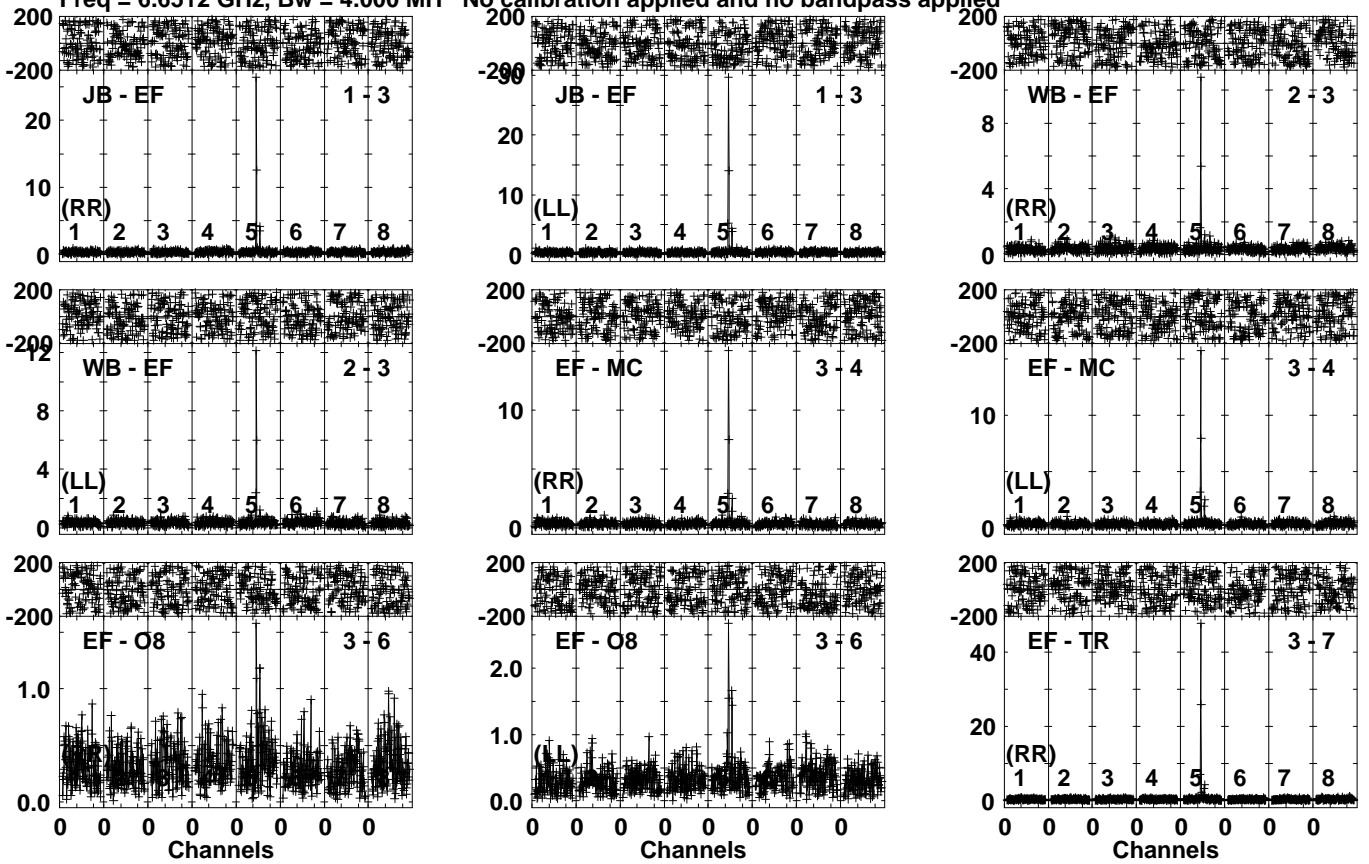 Freq = 6.6512 GHz, Bw = 4.000 MH No calibration applied and no bandpass applied
200 200 200
-200 -200 -200
30
JB - EF 1 - 3 JB - EF 1 - 3 WB - EF 2 - 3
20 30 8
20
10 10 4
(RR) (LL) (RR)
1 2 3 4 5 6 7 8 1 2 3 4 5 6 7 8 1 2 3 4 5 6 7 8
0 0 0
200 200 200
-200 -200 -200
12
WB - EF 2 - 3 EF - MC 3 - 4 EF - MC 3 - 4
8 10 10
4
(LL) (RR) (LL)
1 2 3 4 5 6 7 8 1 2 3 4 5 6 7 8 1 2 3 4 5 6 7 8
0 0 0
200 200 200
-200 -200 -200
EF - O8 3 - 6 EF - O8 3 - 6 EF - TR 3 - 7
1.0 2.0 40
1.0 20
(LL) (RR)
1 2 3 4 5 6 7 8
0.0 0.0 0
0 0 0 0 0 0 0 0 0 0 0 0 0 0 0 0 0 0 0 0 0 0 0 0
Channels Channels Channels